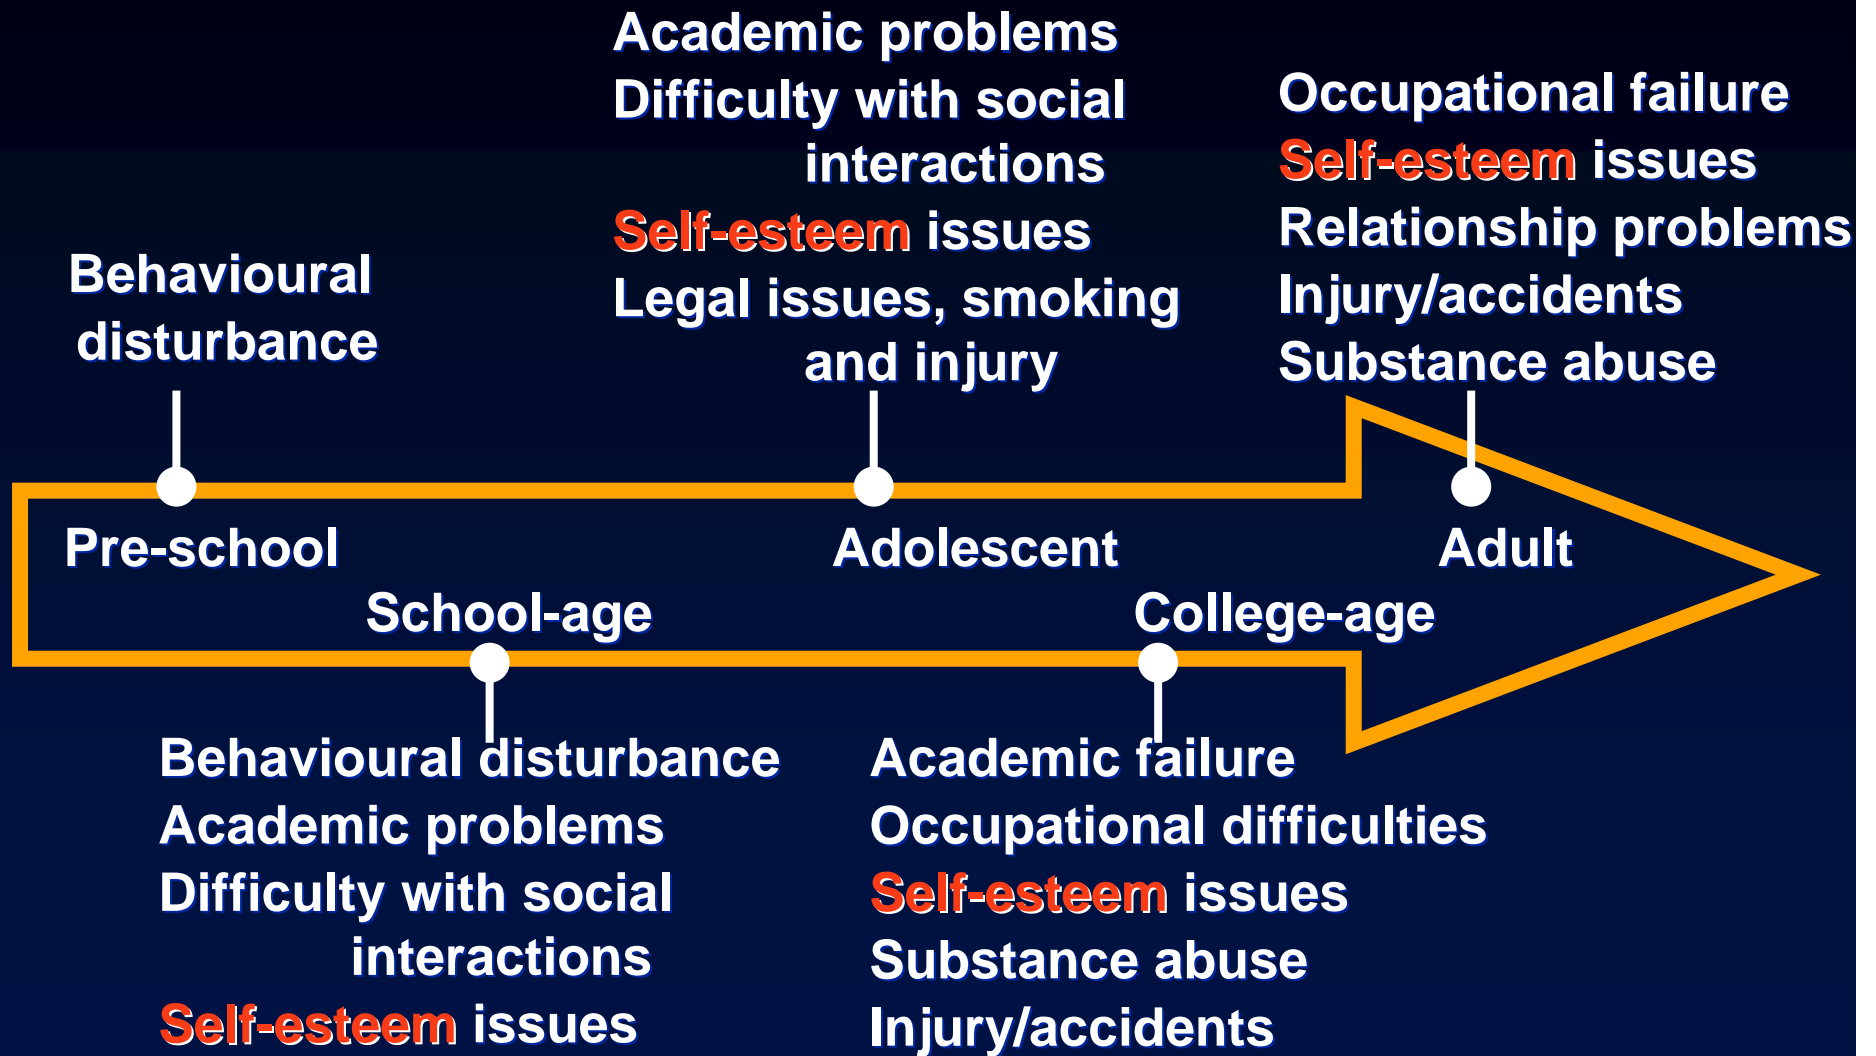 Academic problems
Difficulty with social
interactions
Self-esteem issues
Legal issues, smoking
and injury
Occupational failure
Self-esteem issues
Relationship problems
Injury/accidents
Substance abuse
Behavioural
disturbance
Pre-school
Adolescent
Adult
School-age
College-age
Behavioural disturbance
Academic problems
Difficulty with social
interactions
Self-esteem issues
Academic failure
Occupational difficulties
Self-esteem issues
Substance abuse
Injury/accidents